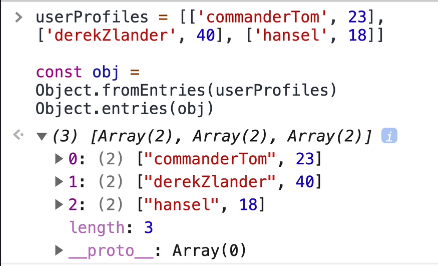 > userProfiles = [['commanderTom', 23],
['derekZlander', 40], ['hansel', 18]]
const obj =
Object.fromEntries(userProfiles)
Object.entries(obj)
(3) [Array(2), Array(2), Array(2)] i
0: (2) ["commanderTom", 23]
1: (2) ["derekZlander", 40]
2: (2) ["hansel", 18]
length: 3
__proto__: Array(0)